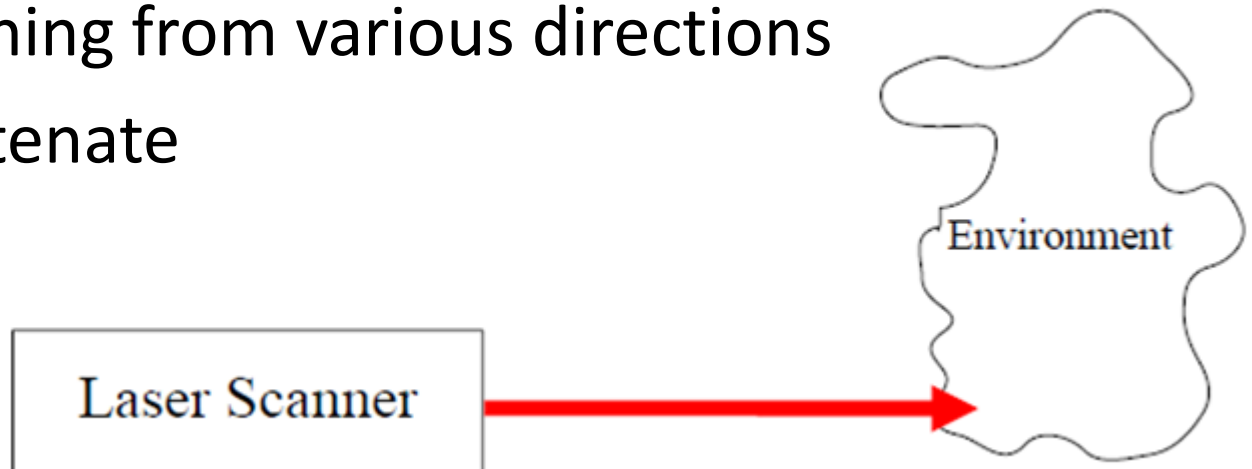 ning from various directions
tenate
Environment
Laser Scanner